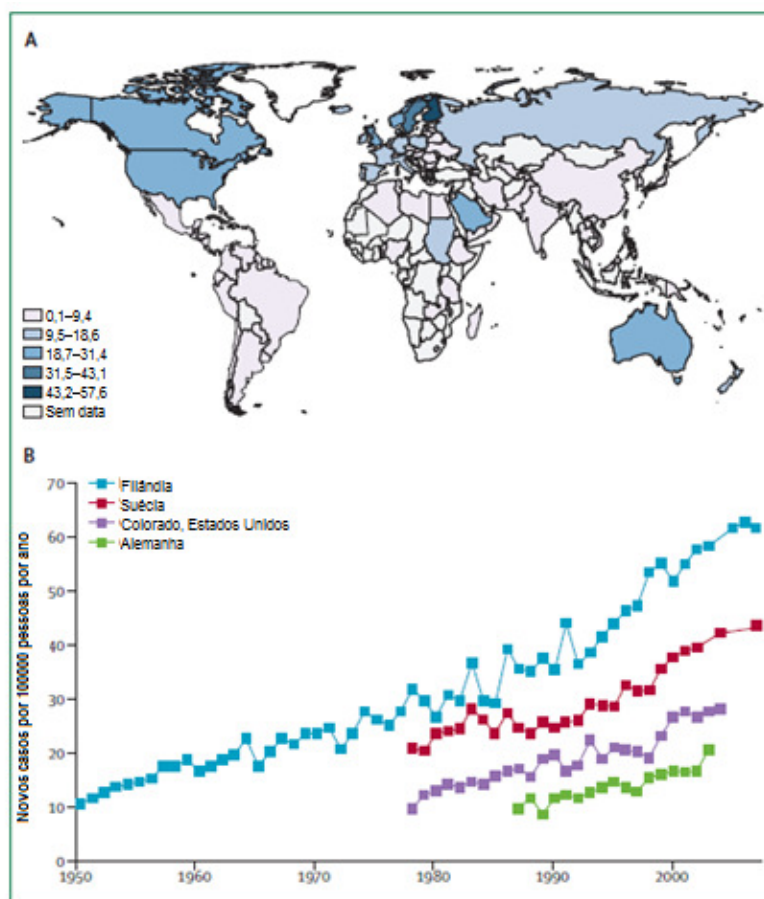 A
0,1–9,4
9,5–18,6
18,7–31,4
31,5–43,1
43,2–57,6
Sem data
B
Novos casos por 100000 pessoas por ano
70
60
50
40
30
20
10
0
Filândia
Suécia
Colorado, Estados Unidos
Alemanha
1950
1960
1970
1980
1990
2000